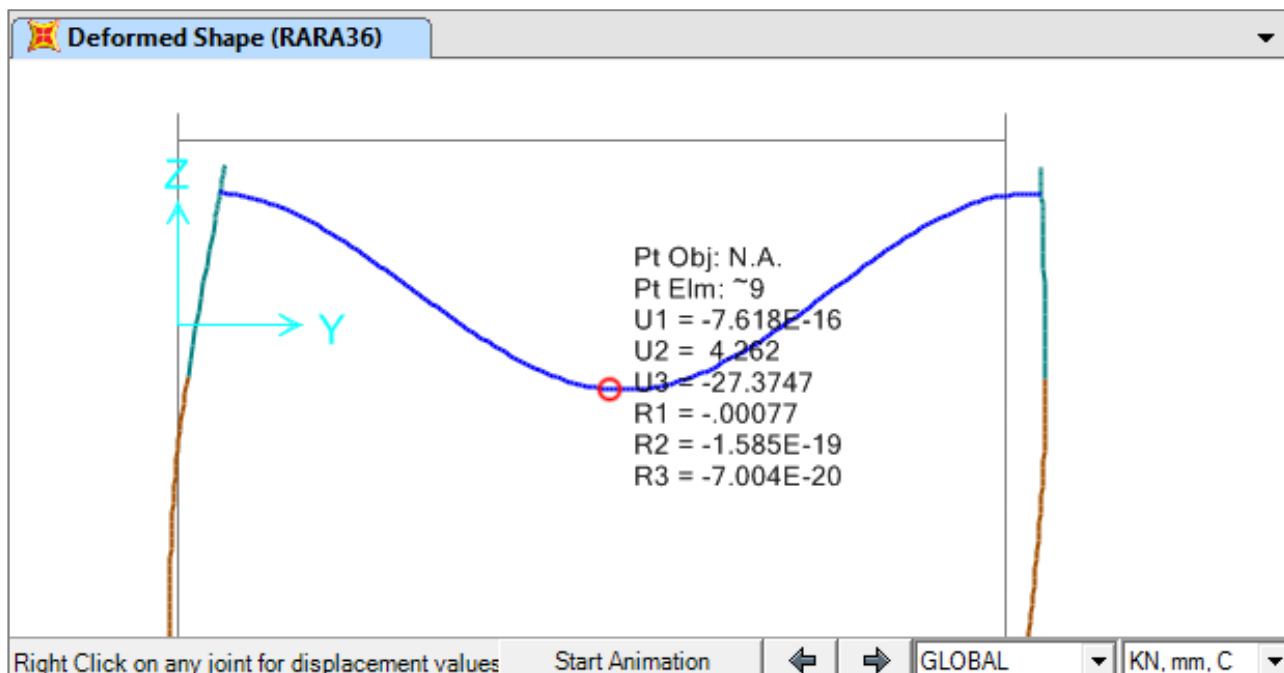 Deformed Shape (RARA36)
Z
Y
Pt Obj: N.A.
Pt Elm: ~9
U1 = -7.618E-16
U2 = 4.262
U3 = -27.3747
R1 = -.00077
R2 = -1.585E-19
R3 = -7.004E-20
Right Click on any joint for displacement values
Start Animation
GLOBAL
KN, mm, C